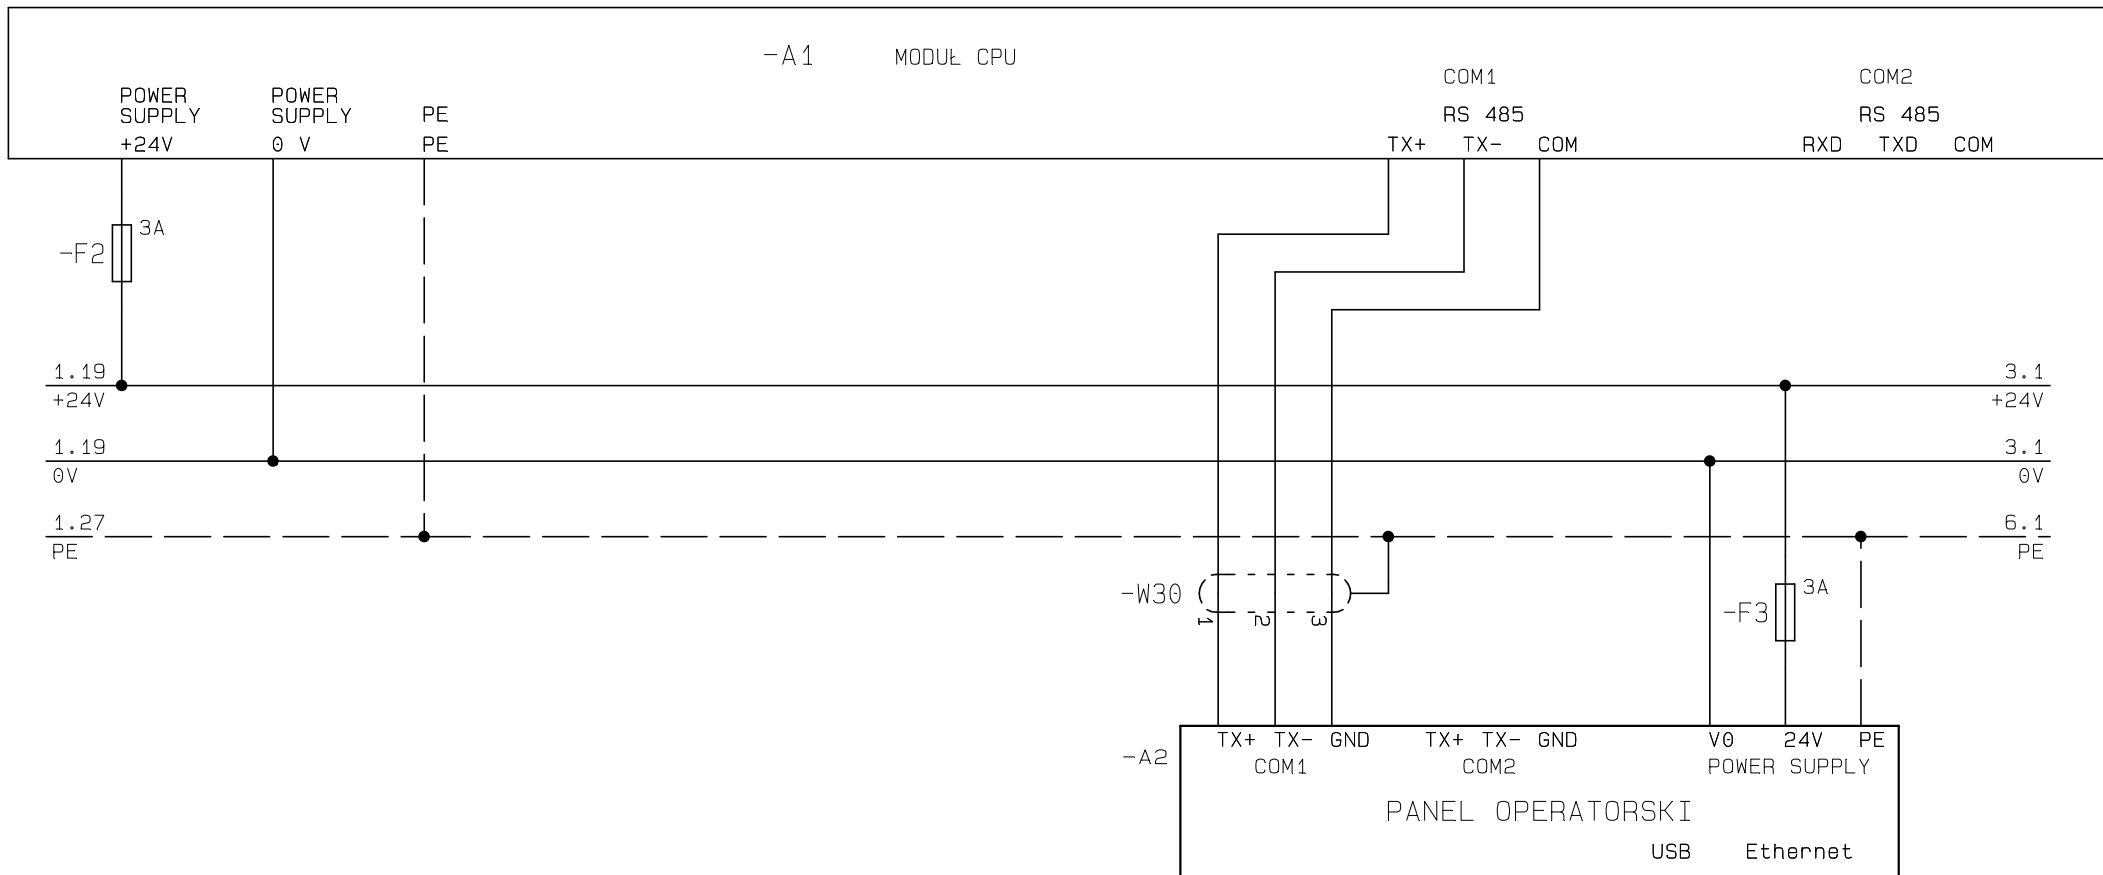 -A1 MODUŁ CPU
COM1 COM2
POWER POWER
SUPPLY SUPPLY PE RS 485 RS 485
+24V 0 V PE TX+ TX- COM RXD TXD COM
3A
-F2
1.19 3.1
+24V +24V
1.19 3.1
0V 0V
1.27 6.1
PE PE
-W30 3A
1 2 3 -F3
TX+ TX- GND TX+ TX- GND V0 24V PE
-A2 COM1 COM2 POWER SUPPLY
PANEL OPERATORSKI
USB Ethernet